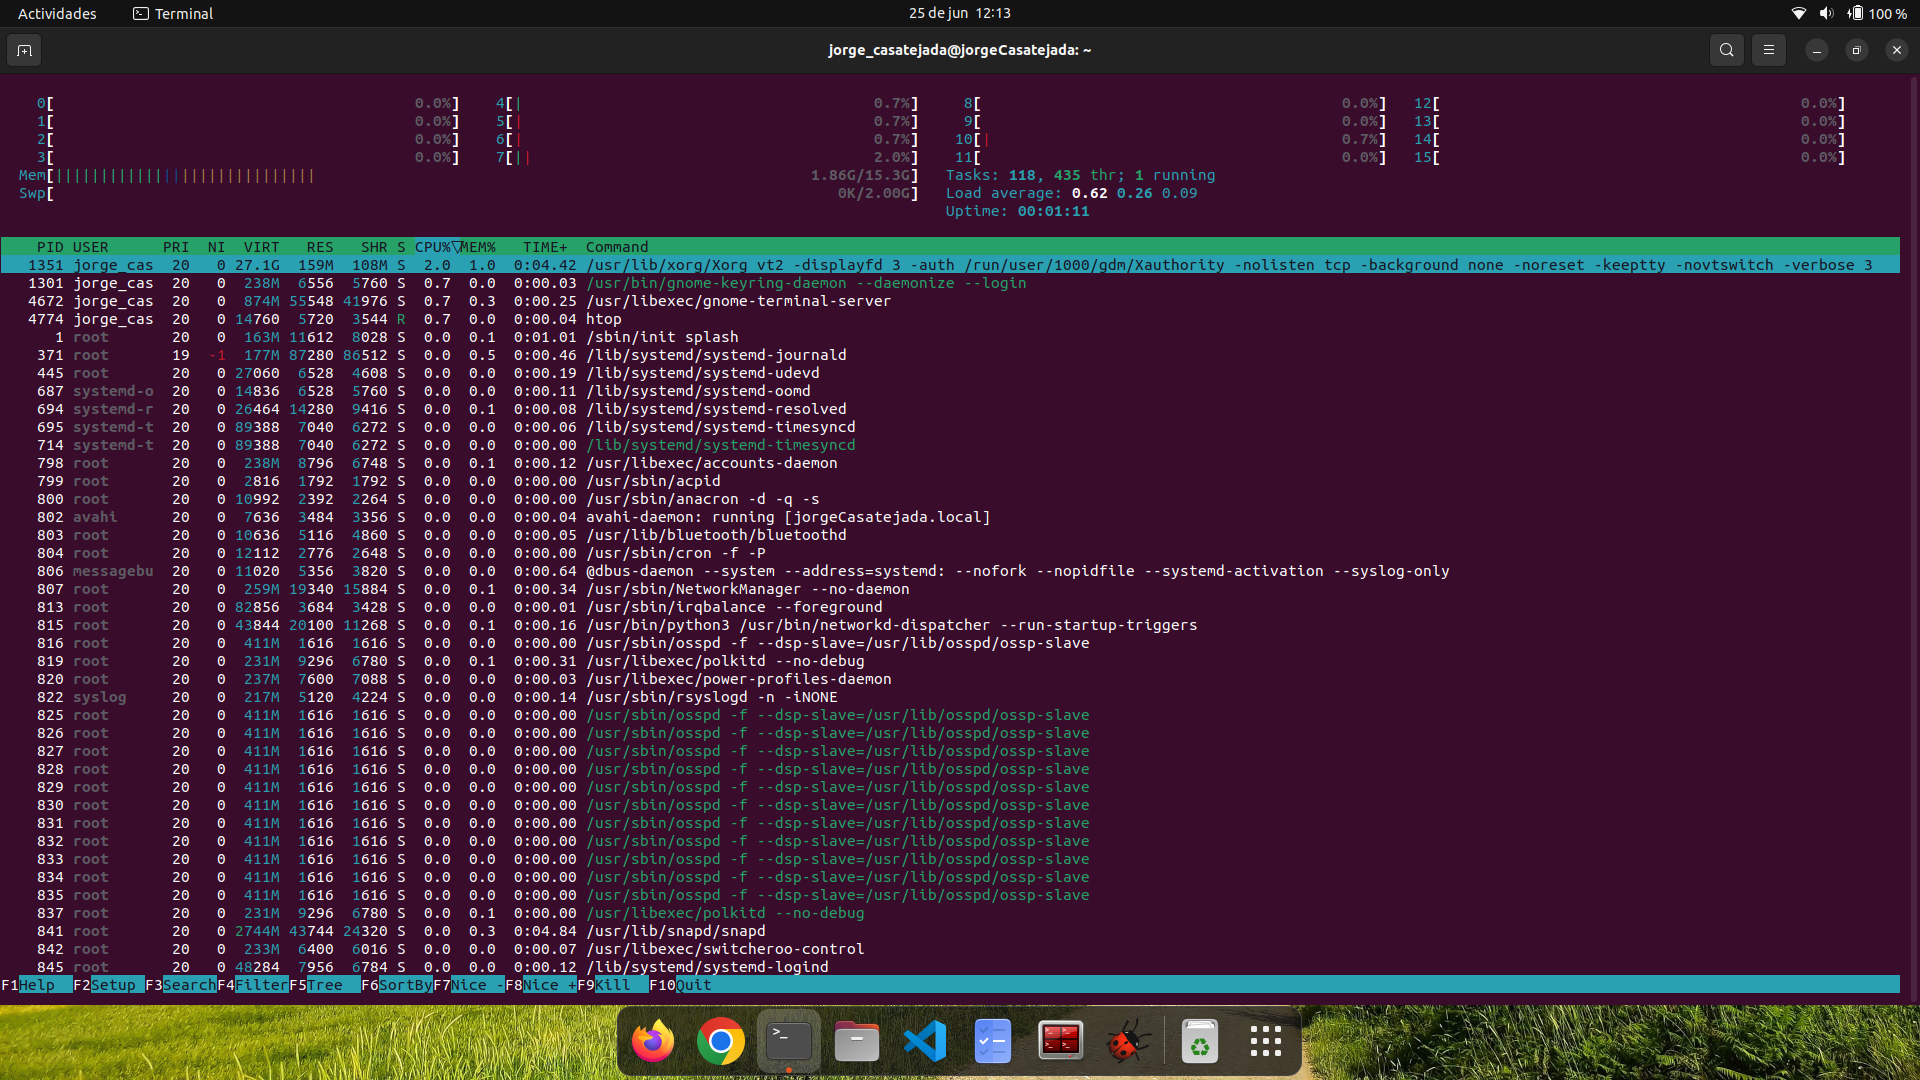 Actividades Terminal 25 de jun 12:13 100 %
jorge_casatejada@jorgeCasatejada: ~
0[ 0.0%] 4[| 0.7%] 8[ 0.0%] 12[ 0.0%]
1[ 0.0%] 5[| 0.7%] 9[ 0.0%] 13[ 0.0%]
2[ 0.0%] 6[| 0.7%] 10[| 0.7%] 14[ 0.0%]
3[ 0.0%] 7[|| 2.0%] 11[ 0.0%] 15[ 0.0%]
Mem[||||||||||||||||||||||||||||| 1.86G/15.3G] Tasks: 118, 435 thr; 1 running
Swp[ 0K/2.00G] Load average: 0.62 0.26 0.09
Uptime: 00:01:11
PID USER PRI NI VIRT RES SHR S CPU%▽MEM% TIME+ Command
1351 jorge_cas 20 0 27.1G 159M 108M S 2.0 1.0 0:04.42 /usr/lib/xorg/Xorg vt2 -displayfd 3 -auth /run/user/1000/gdm/Xauthority -nolisten tcp -background none -noreset -keeptty -novtswitch -verbose 3
1301 jorge_cas 20 0 238M 6556 5760 S 0.7 0.0 0:00.03 /usr/bin/gnome-keyring-daemon --daemonize --login
4672 jorge_cas 20 0 874M 55548 41976 S 0.7 0.3 0:00.25 /usr/libexec/gnome-terminal-server
4774 jorge_cas 20 0 14760 5720 3544 R 0.7 0.0 0:00.04 htop
1 root 20 0 163M 11612 8028 S 0.0 0.1 0:01.01 /sbin/init splash
371 root 19 -1 177M 87280 86512 S 0.0 0.5 0:00.46 /lib/systemd/systemd-journald
445 root 20 0 27060 6528 4608 S 0.0 0.0 0:00.19 /lib/systemd/systemd-udevd
687 systemd-o 20 0 14836 6528 5760 S 0.0 0.0 0:00.11 /lib/systemd/systemd-oomd
694 systemd-r 20 0 26464 14280 9416 S 0.0 0.1 0:00.08 /lib/systemd/systemd-resolved
695 systemd-t 20 0 89388 7040 6272 S 0.0 0.0 0:00.06 /lib/systemd/systemd-timesyncd
714 systemd-t 20 0 89388 7040 6272 S 0.0 0.0 0:00.00 /lib/systemd/systemd-timesyncd
798 root 20 0 238M 8796 6748 S 0.0 0.1 0:00.12 /usr/libexec/accounts-daemon
799 root 20 0 2816 1792 1792 S 0.0 0.0 0:00.00 /usr/sbin/acpid
800 root 20 0 10992 2392 2264 S 0.0 0.0 0:00.00 /usr/sbin/anacron -d -q -s
802 avahi 20 0 7636 3484 3356 S 0.0 0.0 0:00.04 avahi-daemon: running [jorgeCasatejada.local]
803 root 20 0 10636 5116 4860 S 0.0 0.0 0:00.05 /usr/lib/bluetooth/bluetoothd
804 root 20 0 12112 2776 2648 S 0.0 0.0 0:00.00 /usr/sbin/cron -f -P
806 messagebu 20 0 11020 5356 3820 S 0.0 0.0 0:00.64 @dbus-daemon --system --address=systemd: --nofork --nopidfile --systemd-activation --syslog-only
807 root 20 0 259M 19340 15884 S 0.0 0.1 0:00.34 /usr/sbin/NetworkManager --no-daemon
813 root 20 0 82856 3684 3428 S 0.0 0.0 0:00.01 /usr/sbin/irqbalance --foreground
815 root 20 0 43844 20100 11268 S 0.0 0.1 0:00.16 /usr/bin/python3 /usr/bin/networkd-dispatcher --run-startup-triggers
816 root 20 0 411M 1616 1616 S 0.0 0.0 0:00.00 /usr/sbin/osspd -f --dsp-slave=/usr/lib/osspd/ossp-slave
819 root 20 0 231M 9296 6780 S 0.0 0.1 0:00.31 /usr/libexec/polkitd --no-debug
820 root 20 0 237M 7600 7088 S 0.0 0.0 0:00.03 /usr/libexec/power-profiles-daemon
822 syslog 20 0 217M 5120 4224 S 0.0 0.0 0:00.14 /usr/sbin/rsyslogd -n -iNONE
825 root 20 0 411M 1616 1616 S 0.0 0.0 0:00.00 /usr/sbin/osspd -f --dsp-slave=/usr/lib/osspd/ossp-slave
826 root 20 0 411M 1616 1616 S 0.0 0.0 0:00.00 /usr/sbin/osspd -f --dsp-slave=/usr/lib/osspd/ossp-slave
827 root 20 0 411M 1616 1616 S 0.0 0.0 0:00.00 /usr/sbin/osspd -f --dsp-slave=/usr/lib/osspd/ossp-slave
828 root 20 0 411M 1616 1616 S 0.0 0.0 0:00.00 /usr/sbin/osspd -f --dsp-slave=/usr/lib/osspd/ossp-slave
829 root 20 0 411M 1616 1616 S 0.0 0.0 0:00.00 /usr/sbin/osspd -f --dsp-slave=/usr/lib/osspd/ossp-slave
830 root 20 0 411M 1616 1616 S 0.0 0.0 0:00.00 /usr/sbin/osspd -f --dsp-slave=/usr/lib/osspd/ossp-slave
831 root 20 0 411M 1616 1616 S 0.0 0.0 0:00.00 /usr/sbin/osspd -f --dsp-slave=/usr/lib/osspd/ossp-slave
832 root 20 0 411M 1616 1616 S 0.0 0.0 0:00.00 /usr/sbin/osspd -f --dsp-slave=/usr/lib/osspd/ossp-slave
833 root 20 0 411M 1616 1616 S 0.0 0.0 0:00.00 /usr/sbin/osspd -f --dsp-slave=/usr/lib/osspd/ossp-slave
834 root 20 0 411M 1616 1616 S 0.0 0.0 0:00.00 /usr/sbin/osspd -f --dsp-slave=/usr/lib/osspd/ossp-slave
835 root 20 0 411M 1616 1616 S 0.0 0.0 0:00.00 /usr/sbin/osspd -f --dsp-slave=/usr/lib/osspd/ossp-slave
837 root 20 0 231M 9296 6780 S 0.0 0.1 0:00.00 /usr/libexec/polkitd --no-debug
841 root 20 0 2744M 43744 24320 S 0.0 0.3 0:04.84 /usr/lib/snapd/snapd
842 root 20 0 233M 6400 6016 S 0.0 0.0 0:00.07 /usr/libexec/switcheroo-control
845 root 20 0 48284 7956 6784 S 0.0 0.0 0:00.12 /lib/systemd/systemd-logind
F1Help F2Setup F3SearchF4FilterF5Tree F6SortByF7Nice -F8Nice +F9Kill F10Quit